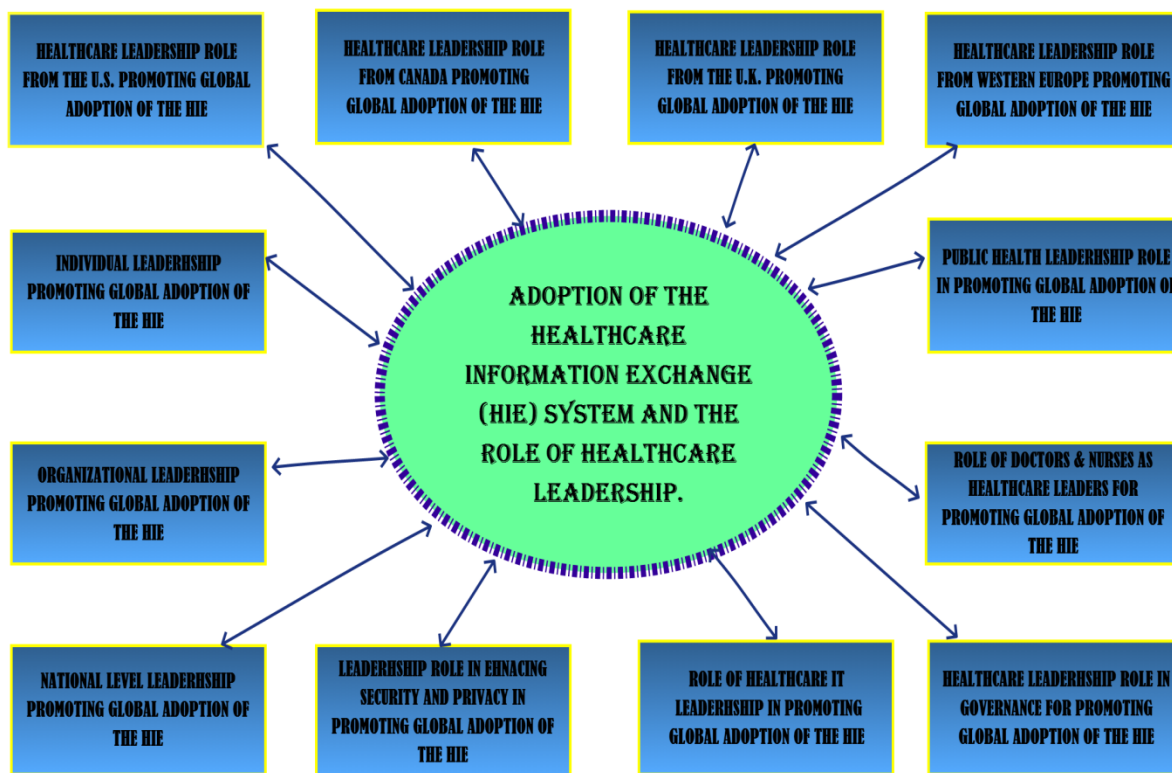 HEALTHCARE LEADERSHIP ROLE
FROM THE U.S. PROMOTING GLOBAL
ADOPTION OF THE HIE
HEALTHCARE LEADERSHIP ROLE
FROM CANADA PROMOTING
GLOBAL ADOPTION OF THE HIE
HEALTHCARE LEADERSHIP ROLE
FROM THE U.K. PROMOTING
GLOBAL ADOPTION OF THE HIE
HEALTHCARE LEADERSHIP ROLE
FROM WESTERN EUROPE PROMOTING
GLOBAL ADOPTION OF THE HIE
INDIVIDUAL LEADERHSHIP
PROMOTING GLOBAL ADOPTION OF
THE HIE
ADOPTION OF THE
HEALTHCARE
INFORMATION EXCHANGE
(HIE) SYSTEM AND THE
ROLE OF HEALTHCARE
LEADERSHIP.
PUBLIC HEALTH LEADERHSHIP ROLE
IN PROMOTING GLOBAL ADOPTION OF
THE HIE
ORGANIZATIONAL LEADERHSHIP
PROMOTING GLOBAL ADOPTION OF
THE HIE
ROLE OF DOCTORS & NURSES AS
HEALTHCARE LEADERS FOR
PROMOTING GLOBAL ADOPTION OF
THE HIE
NATIONAL LEVEL LEADERHSHIP
PROMOTING GLOBAL ADOPTION OF
THE HIE
LEADERHSHIP ROLE IN EHNACING
SECURITY AND PRIVACY IN
PROMOTING GLOBAL ADOPTION OF
THE HIE
ROLE OF HEALTHCARE IT
LEADERHSHIP IN PROMOTING
GLOBAL ADOPTION OF THE HIE
HEALTHCARE LEADERHSHIP ROLE IN
GOVERNANCE FOR PROMOTING
GLOBAL ADOPTION OF THE HIE